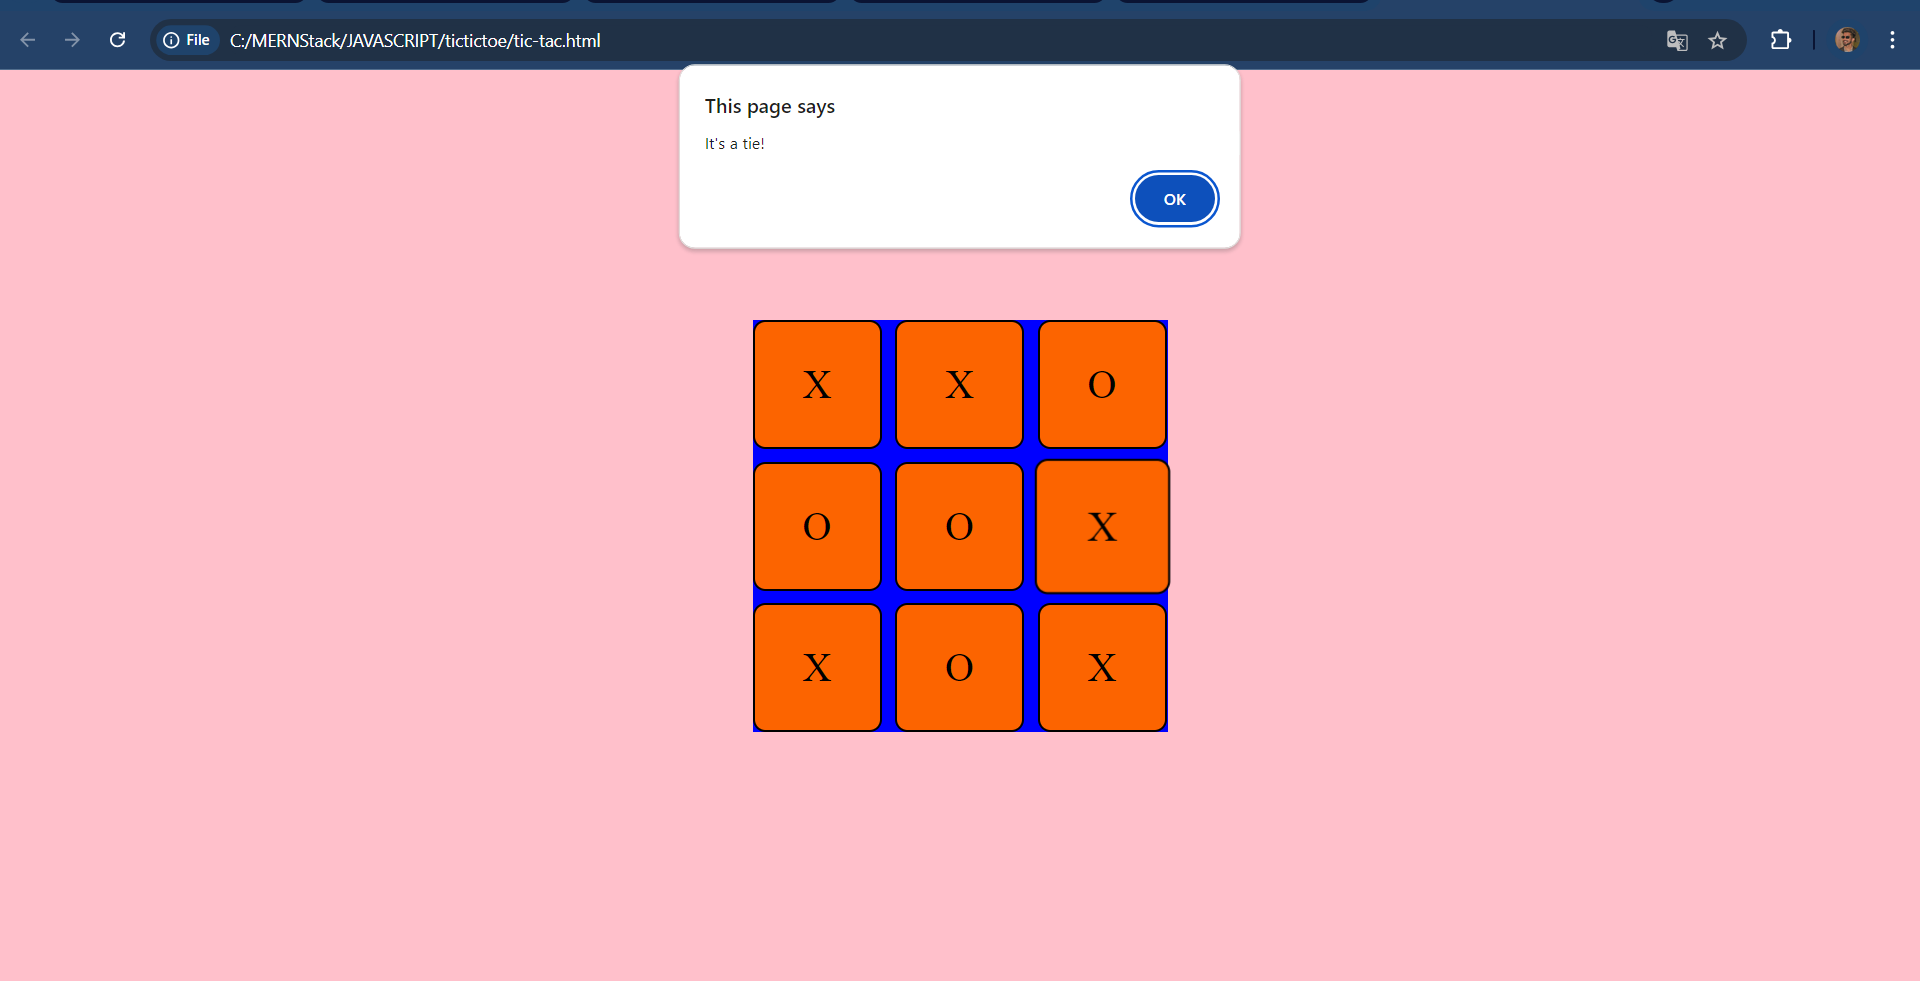 File C:/MERNStack/JAVASCRIPT/tictictoe/tic-tac.html
This page says
It's a tie!
OK
X X O
O O X
X O X